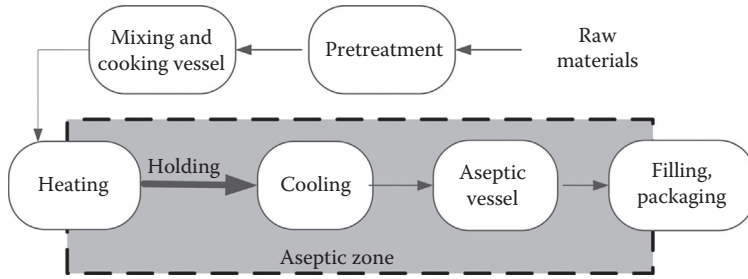 Mixing and
cooking vessel
Pretreatment
Raw
materials
Heating
Holding
Cooling
Aseptic
vessel
Filling,
packaging
Aseptic zone